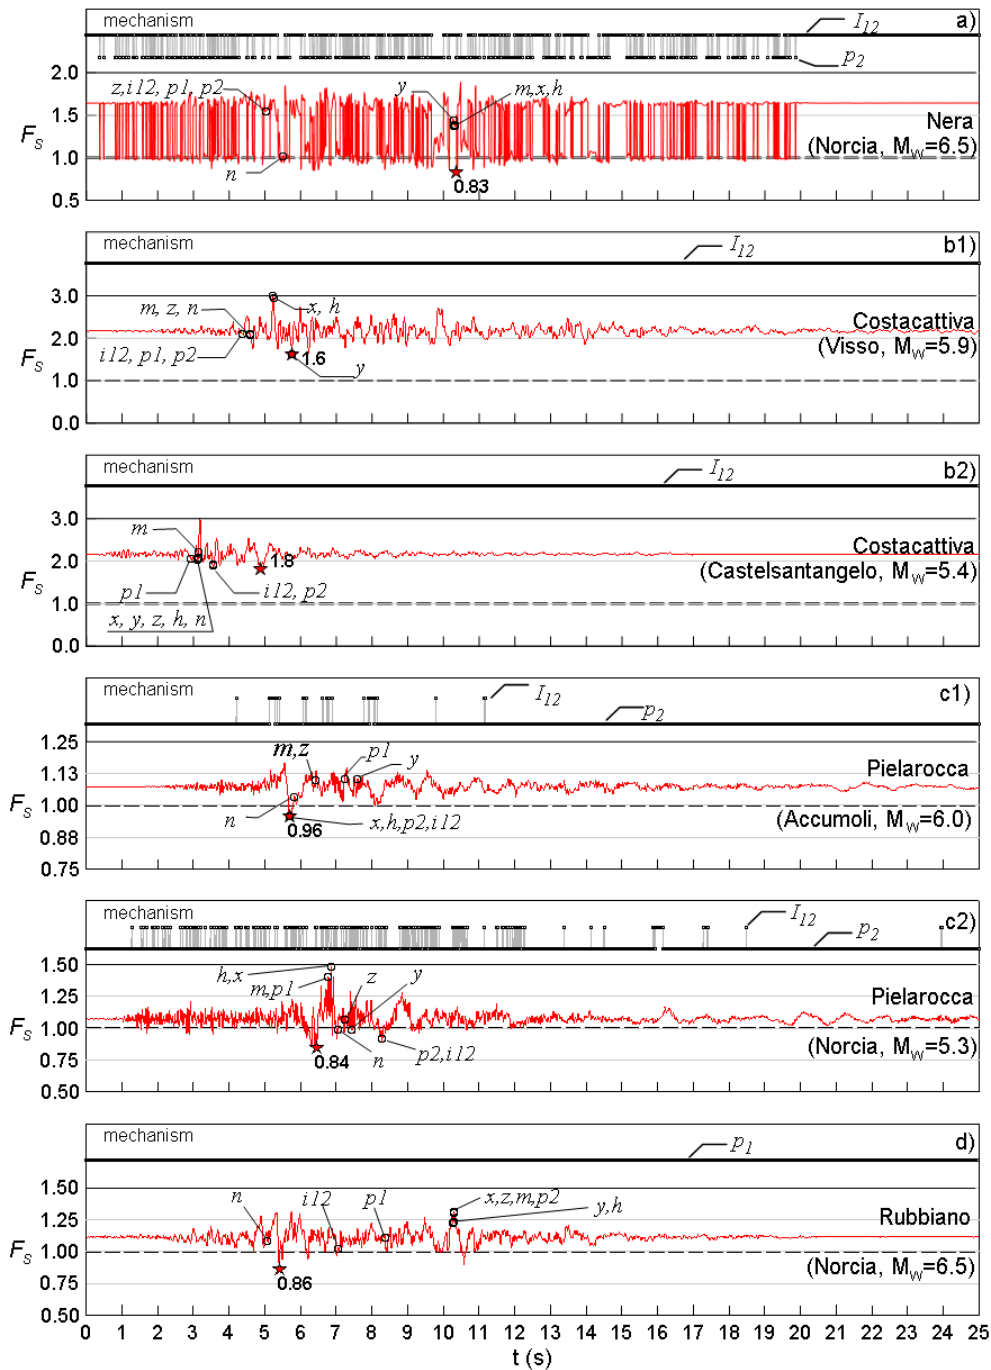 mechanism
I12
a)
p2
2.0
z,i12, p1, p2
y
m,x,h
1.5
Nera
FS
1.0
(Norcia, MW=6.5)
n
0.83
0.5
mechanism
I12
b1)
3.0
m, z, n
x, h
Costacattiva
FS
2.0
(Visso, MW=5.9)
i12, p1, p2
1.6
y
1.0
0.0
mechanism
I12
b2)
3.0
m
Costacattiva
FS
2.0
1.8
(Castelsantangelo, MW=5.4)
p1
i12, p2
1.0
x, y, z, h, n
0.0
mechanism
I12
c1)
p2
1.25
m,z
p1
y
1.13
Pielarocca
FS
1.00
n
x,h,p2,i12
(Accumoli, MW=6.0)
0.96
0.88
0.75
mechanism
I12
c2)
p2
1.50
h,x
m,p1
z
y
1.25
Pielarocca
FS
1.00
n
p2,i12
(Norcia, MW=5.3)
0.84
0.75
0.50
mechanism
p1
d)
1.50
n
i12
p1
x,z,m,p2
y,h
1.25
Rubbiano
FS
1.00
(Norcia, MW=6.5)
0.86
0.75
0.50
0 1 2 3 4 5 6 7 8 9 10 11 12 13 14 15 16 17 18 19 20 21 22 23 24 25
t (s)